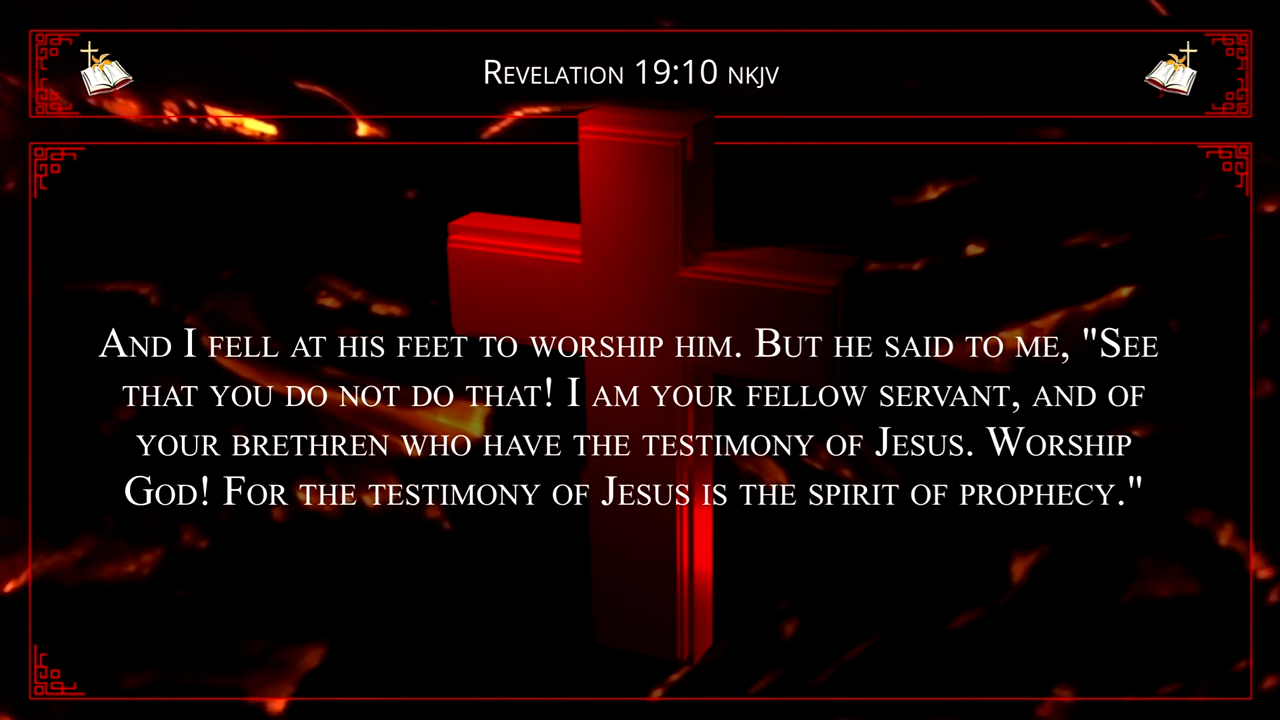 Revelation 19:10 NKJV
And I fell at his feet to worship him. But he said to me, "See
that you do not do that! I am your fellow servant, and of
your brethren who have the testimony of Jesus. Worship
God! For the testimony of Jesus is the spirit of prophecy."